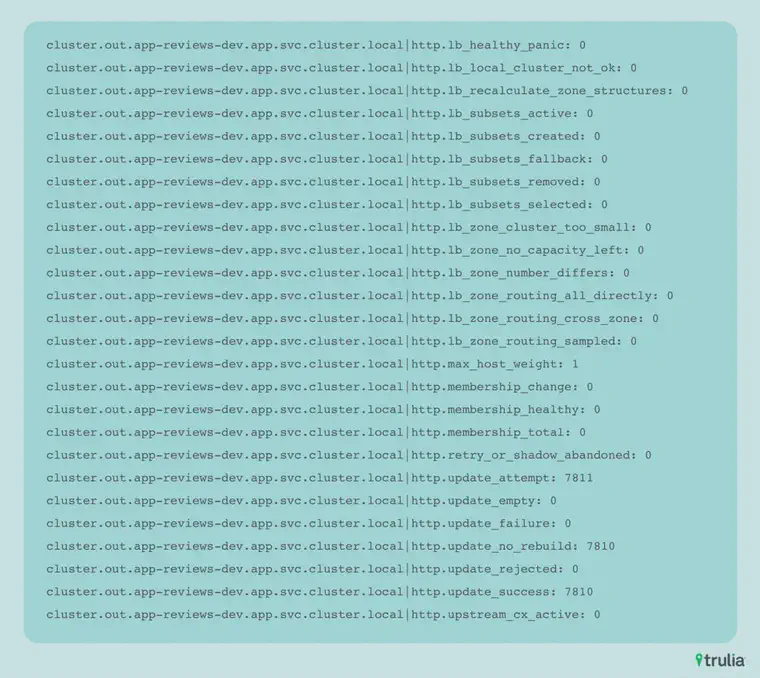 cluster.out.app-reviews-dev.app.svc.cluster.local|http.lb_healthy_panic: 0
cluster.out.app-reviews-dev.app.svc.cluster.local|http.lb_local_cluster_not_ok: 0
cluster.out.app-reviews-dev.app.svc.cluster.local|http.lb_recalculate_zone_structures: 0
cluster.out.app-reviews-dev.app.svc.cluster.local|http.lb_subsets_active: 0
cluster.out.app-reviews-dev.app.svc.cluster.local|http.lb_subsets_created: 0
cluster.out.app-reviews-dev.app.svc.cluster.local|http.lb_subsets_fallback: 0
cluster.out.app-reviews-dev.app.svc.cluster.local|http.lb_subsets_removed: 0
cluster.out.app-reviews-dev.app.svc.cluster.local|http.lb_subsets_selected: 0
cluster.out.app-reviews-dev.app.svc.cluster.local|http.lb_zone_cluster_too_small: 0
cluster.out.app-reviews-dev.app.svc.cluster.local|http.lb_zone_no_capacity_left: 0
cluster.out.app-reviews-dev.app.svc.cluster.local|http.lb_zone_number_differs: 0
cluster.out.app-reviews-dev.app.svc.cluster.local|http.lb_zone_routing_all_directly: 0
cluster.out.app-reviews-dev.app.svc.cluster.local|http.lb_zone_routing_cross_zone: 0
cluster.out.app-reviews-dev.app.svc.cluster.local|http.lb_zone_routing_sampled: 0
cluster.out.app-reviews-dev.app.svc.cluster.local|http.max_host_weight: 1
cluster.out.app-reviews-dev.app.svc.cluster.local|http.membership_change: 0
cluster.out.app-reviews-dev.app.svc.cluster.local|http.membership_healthy: 0
cluster.out.app-reviews-dev.app.svc.cluster.local|http.membership_total: 0
cluster.out.app-reviews-dev.app.svc.cluster.local|http.retry_or_shadow_abandoned: 0
cluster.out.app-reviews-dev.app.svc.cluster.local|http.update_attempt: 7811
cluster.out.app-reviews-dev.app.svc.cluster.local|http.update_empty: 0
cluster.out.app-reviews-dev.app.svc.cluster.local|http.update_failure: 0
cluster.out.app-reviews-dev.app.svc.cluster.local|http.update_no_rebuild: 7810
cluster.out.app-reviews-dev.app.svc.cluster.local|http.update_rejected: 0
cluster.out.app-reviews-dev.app.svc.cluster.local|http.update_success: 7810
cluster.out.app-reviews-dev.app.svc.cluster.local|http.upstream_cx_active: 0
trulia